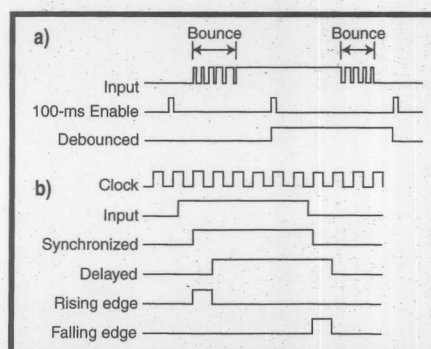 a)
Bounce Bounce
Input
100-ms Enable
Debounced
b)
Clock
Input
Synchronized
Delayed
Rising edge
Falling edge